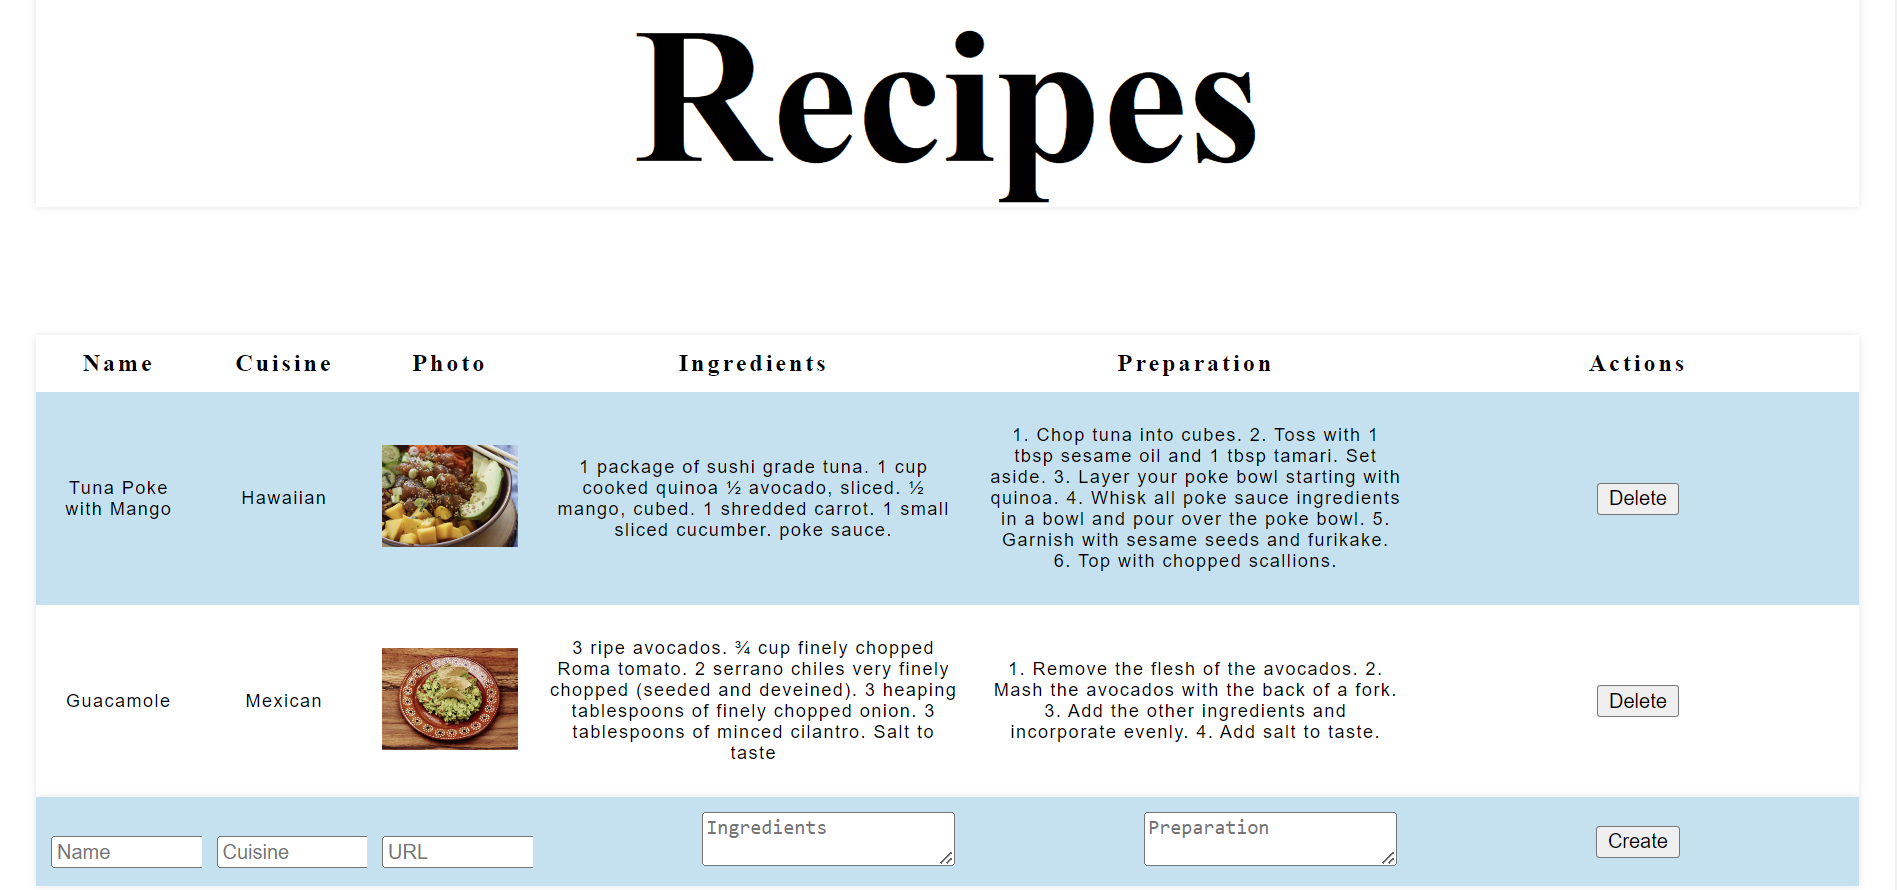 Recipes
Name Cuisine Photo Ingredients Preparation Actions
Tuna Poke
with Mango
Hawaiian
1 package of sushi grade tuna. 1 cup
cooked quinoa ½ avocado, sliced. ½
mango, cubed. 1 shredded carrot. 1 small
sliced cucumber. poke sauce.
1. Chop tuna into cubes. 2. Toss with 1
tbsp sesame oil and 1 tbsp tamari. Set
aside. 3. Layer your poke bowl starting with
quinoa. 4. Whisk all poke sauce ingredients
in a bowl and pour over the poke bowl. 5.
Garnish with sesame seeds and furikake.
6. Top with chopped scallions.
Delete
Guacamole
Mexican
3 ripe avocados. ¾ cup finely chopped
Roma tomato. 2 serrano chiles very finely
chopped (seeded and deveined). 3 heaping
tablespoons of finely chopped onion. 3
tablespoons of minced cilantro. Salt to
taste
1. Remove the flesh of the avocados. 2.
Mash the avocados with the back of a fork.
3. Add the other ingredients and
incorporate evenly. 4. Add salt to taste.
Delete
Name Cuisine URL Ingredients Preparation Create